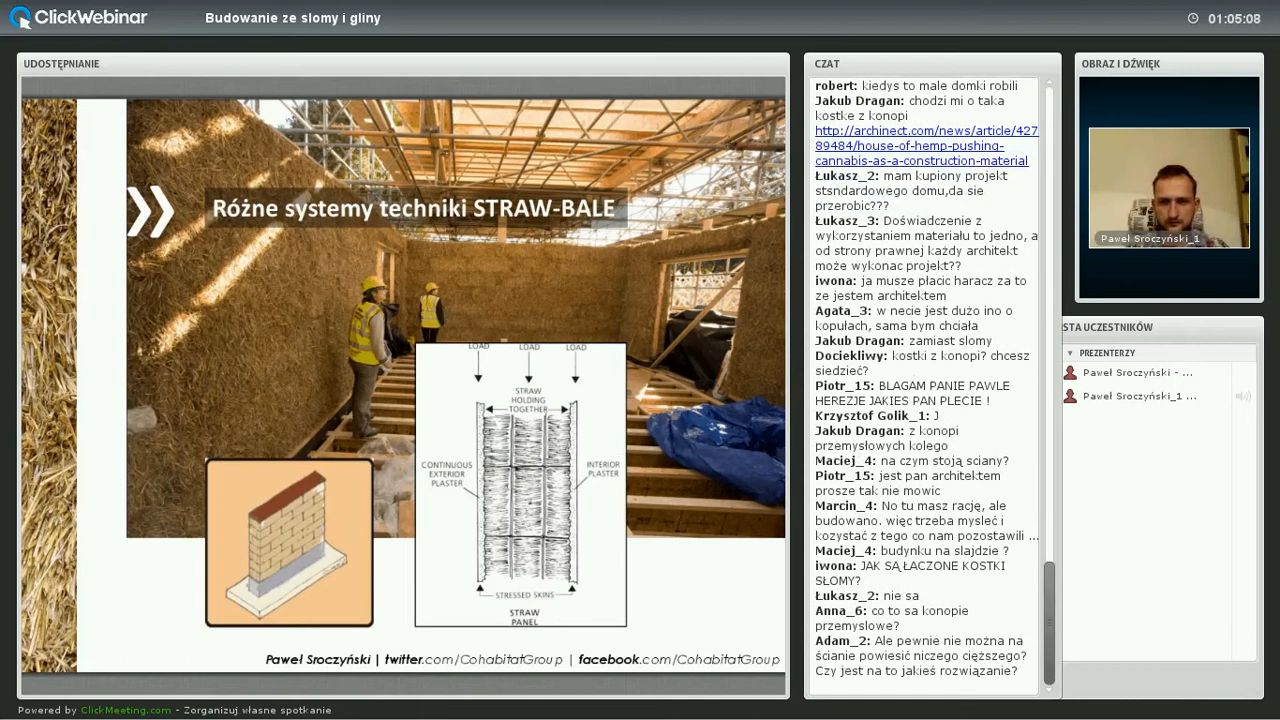 ClickWebinar
Budowanie ze slomy i gliny
01:05:08
UDOSTĘPNIANIE
Różne systemy techniki STRAW-BALE
LOAD LOAD LOAD
STRAW
HOLDING
TOGETHER
CONTINUOUS
EXTERIOR
PLASTER
INTERIOR
PLASTER
STRESSED SKINS
STRAW
PANEL
Paweł Sroczyński | twitter.com/CohabitatGroup | facebook.com/CohabitatGroup
CZAT
robert: kiedys to male domki robili
Jakub Dragan: chodzi mi o taka
kostke z konopi
http://archinect.com/news/article/427
89484/house-of-hemp-pushing-
cannabis-as-a-construction-material
Łukasz_2: mam kupiony projekt
stsndardowego domu,da sie
przerobic???
Łukasz_3: Doświadczenie z
wykorzystaniem materiału to jedno, a
od strony prawnej każdy architekt
może wykonac projekt??
iwona: ja musze placic haracz za to
ze jestem architektem
Agata_3: w necie jest dużo ino o
kopułach, sama bym chciała
Jakub Dragan: zamiast slomy
Dociekliwy: kostki z konopi? chcesz
siedzieć?
Piotr_15: BLAGAM PANIE PAWLE
HEREZJE JAKIES PAN PLECIE !
Krzysztof Golik_1: J
Jakub Dragan: z konopi
przemysłowych kolego
Maciej_4: na czym stoją sciany?
Piotr_15: jest pan architektem
prosze tak nie mowic
Marcin_4: No tu masz rację, ale
budowano. więc trzeba mysleć i
kozystać z tego co nam pozostawili ...
Maciej_4: budynku na slajdzie ?
iwona: JAK SĄ ŁACZONE KOSTKI
SŁOMY?
Łukasz_2: nie sa
Anna_6: co to sa konopie
przemyslowe?
Adam_2: Ale pewnie nie można na
ścianie powiesić niczego cięższego?
Czy jest na to jakieś rozwiązanie?
OBRAZ I DŹWIĘK
Paweł Sroczyński_1
STA UCZESTNIKÓW
PREZENTERZY
Paweł Sroczyński - ...
Paweł Sroczyński_1 ...
Powered by ClickMeeting.com - Zorganizuj własne spotkanie